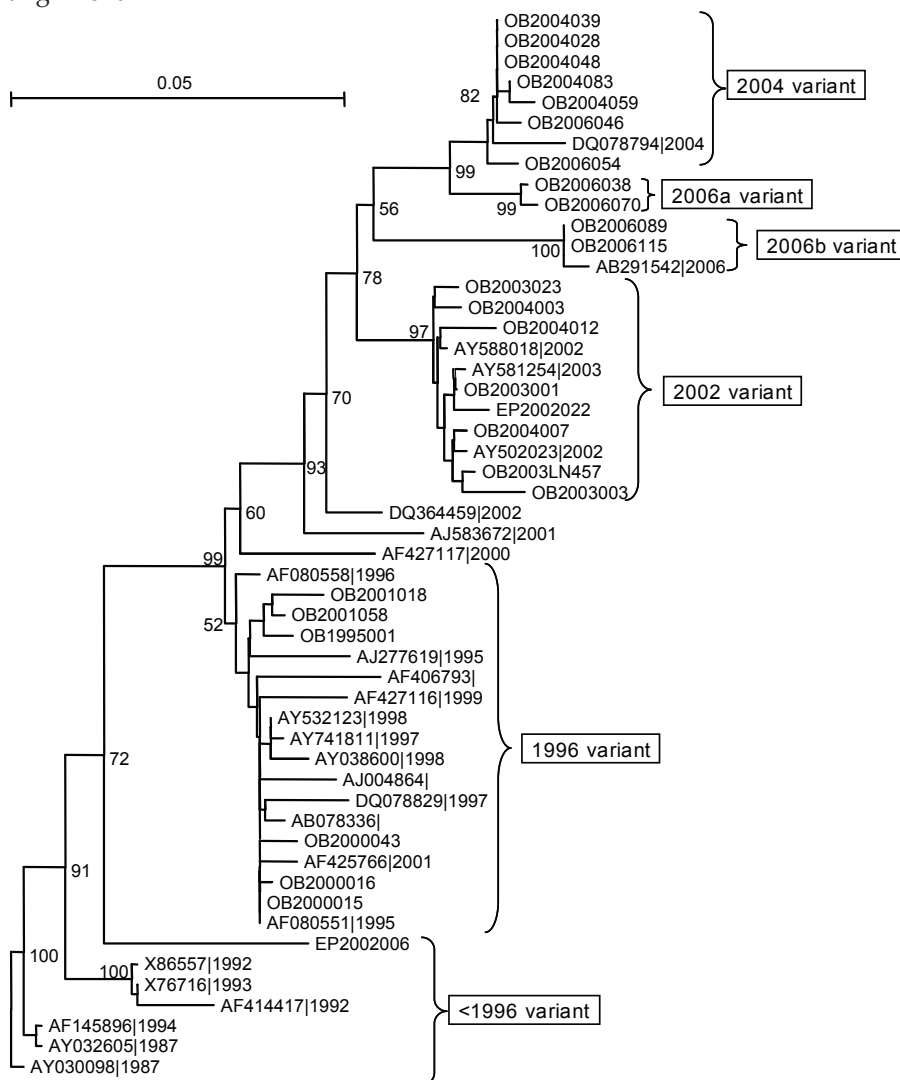 OB2004039
OB2004028
OB2004048
0.05
OB2004083
2004 variant
82
OB2004059
OB2006046
DQ078794|2004
OB2006054
99
OB2006038
2006a variant
99
OB2006070
56
OB2006089
2006b variant
OB2006115
100
AB291542|2006
78
OB2003023
OB2004003
97
OB2004012
AY588018|2002
AY581254|2003
2002 variant
OB2003001
70
EP2002022
OB2004007
AY502023|2002
93
OB2003LN457
OB2003003
60
DQ364459|2002
AJ583672|2001
99
AF427117|2000
AF080558|1996
OB2001018
OB2001058
52
OB1995001
AJ277619|1995
AF406793|
AF427116|1999
AY532123|1998
AY741811|1997
1996 variant
72
AY038600|1998
AJ004864|
DQ078829|1997
AB078336|
OB2000043
AF425766|2001
91
OB2000016
OB2000015
AF080551|1995
EP2002006
100
X86557|1992
100
X76716|1993
AF414417|1992
<1996 variant
AF145896|1994
AY032605|1987
AY030098|1987